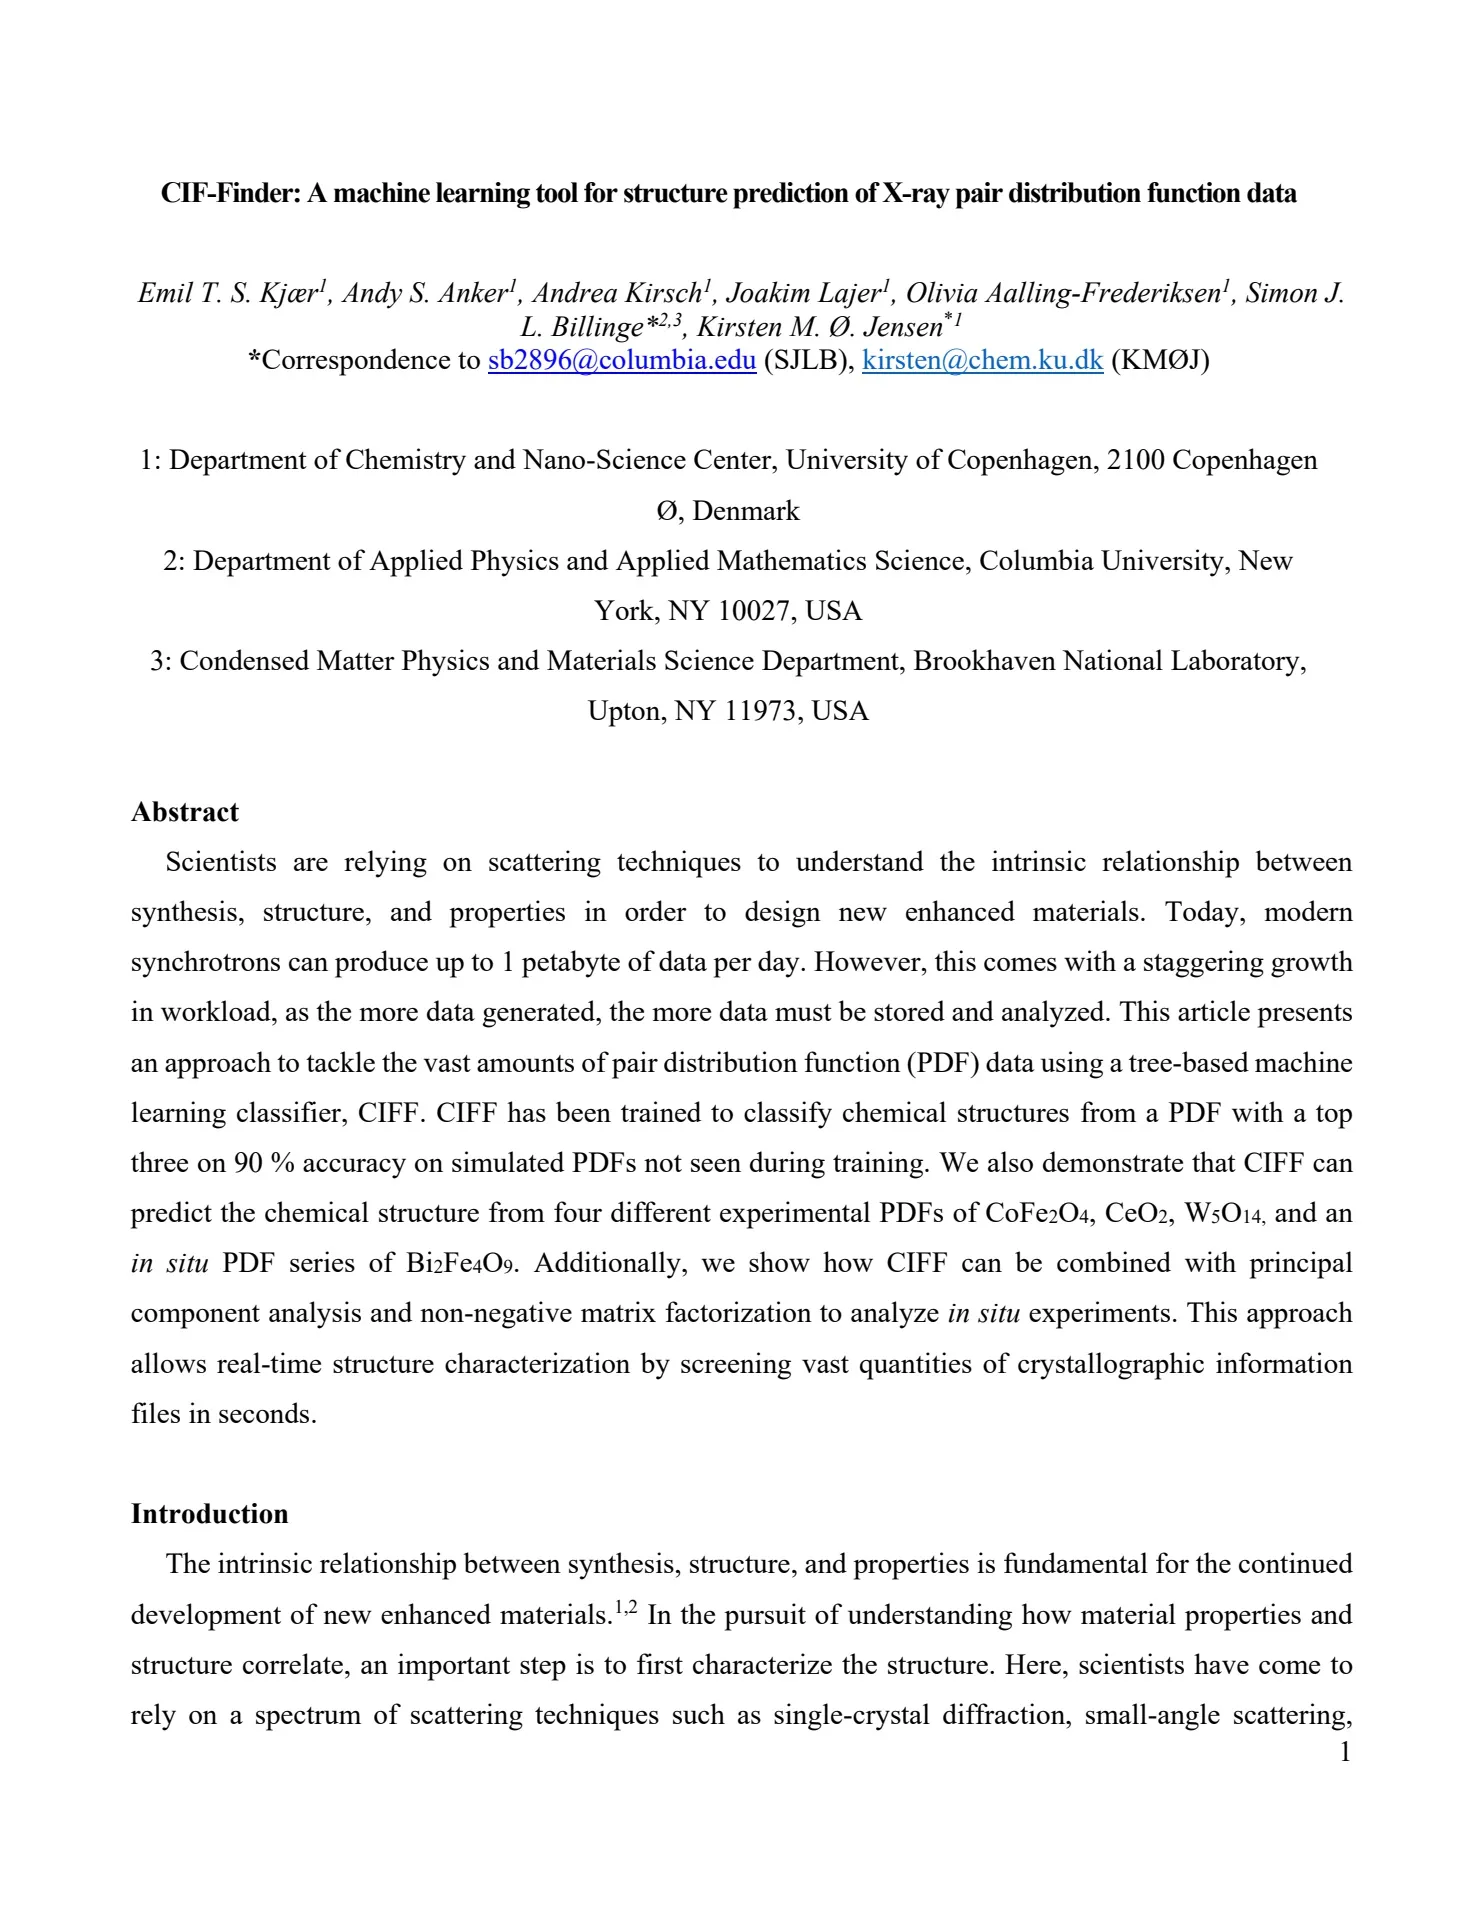 CIF-Finder: A machine learning tool for structure prediction of X-ray pair distribution function data
Emil T. S. Kjær¹, Andy S. Anker¹, Andrea Kirsch¹, Joakim Lajer¹, Olivia Aalling-Frederiksen¹, Simon J.
L. Billinge*²,³, Kirsten M. Ø. Jensen*¹
*Correspondence to sb2896@columbia.edu (SJLB), kirsten@chem.ku.dk (KMØJ)
1: Department of Chemistry and Nano-Science Center, University of Copenhagen, 2100 Copenhagen
Ø, Denmark
2: Department of Applied Physics and Applied Mathematics Science, Columbia University, New
York, NY 10027, USA
3: Condensed Matter Physics and Materials Science Department, Brookhaven National Laboratory,
Upton, NY 11973, USA
Abstract
Scientists are relying on scattering techniques to understand the intrinsic relationship between
synthesis, structure, and properties in order to design new enhanced materials. Today, modern
synchrotrons can produce up to 1 petabyte of data per day. However, this comes with a staggering growth
in workload, as the more data generated, the more data must be stored and analyzed. This article presents
an approach to tackle the vast amounts of pair distribution function (PDF) data using a tree-based machine
learning classifier, CIFF. CIFF has been trained to classify chemical structures from a PDF with a top
three on 90 % accuracy on simulated PDFs not seen during training. We also demonstrate that CIFF can
predict the chemical structure from four different experimental PDFs of CoFe₂O₄, CeO₂, W₅O₁₄, and an
in situ PDF series of Bi₂Fe₄O₉. Additionally, we show how CIFF can be combined with principal
component analysis and non-negative matrix factorization to analyze in situ experiments. This approach
allows real-time structure characterization by screening vast quantities of crystallographic information
files in seconds.
Introduction
The intrinsic relationship between synthesis, structure, and properties is fundamental for the continued
development of new enhanced materials.¹,² In the pursuit of understanding how material properties and
structure correlate, an important step is to first characterize the structure. Here, scientists have come to
rely on a spectrum of scattering techniques such as single-crystal diffraction, small-angle scattering,
1